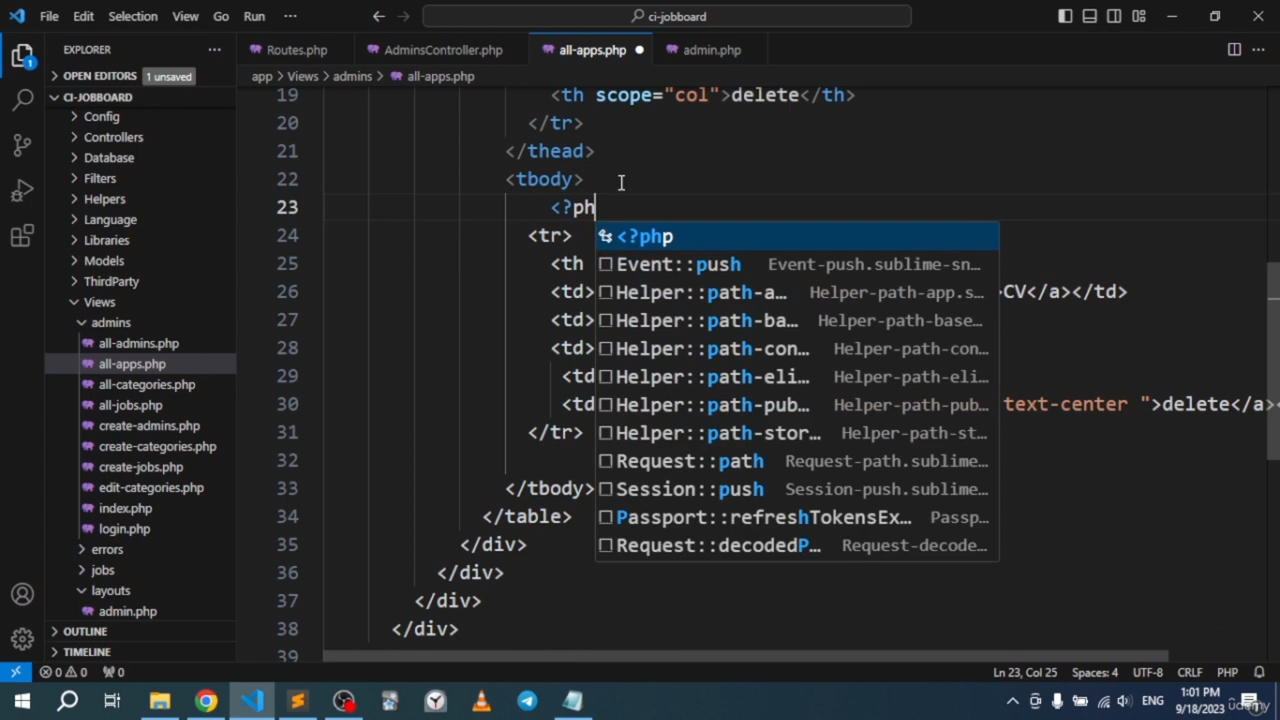 File Edit Selection View Go Run ··· ci-jobboard
EXPLORER ··· Routes.php AdminsController.php all-apps.php ● admin.php ···
OPEN EDITORS 1 unsaved app > Views > admins > all-apps.php
CI-JOBBOARD
Config
Controllers
Database
Filters
Helpers
Language
Libraries
Models
ThirdParty
Views
admins
all-admins.php
all-apps.php
all-categories.php
all-jobs.php
create-admins.php
create-categories.php
create-jobs.php
edit-categories.php
index.php
login.php
errors
jobs
layouts
admin.php
OUTLINE
TIMELINE
19 <th scope="col">delete</th>
20 </tr>
21 </thead>
22 <tbody>
23 <?ph
24 <tr>
25 <th
26 <td> >CV</a></td>
27 <td>
28 <td>
29 <td
30 <td text-center ">delete</a><
31 </tr>
32
33 </tbody>
34 </table>
35 </div>
36 </div>
37 </div>
38 </div>
39
<?php
Event::push Event-push.sublime-sn…
Helper::path-a… Helper-path-app.s…
Helper::path-ba… Helper-path-base…
Helper::path-con… Helper-path-con…
Helper::path-eli… Helper-path-eli…
Helper::path-pub… Helper-path-pub…
Helper::path-stor… Helper-path-st…
Request::path Request-path.sublime…
Session::push Session-push.sublime…
Passport::refreshTokensEx… Passp…
Request::decodedP… Request-decode…
0 0 0 Ln 23, Col 25 Spaces: 4 UTF-8 CRLF PHP
ENG 1:01 PM
9/18/2023
1
udemy